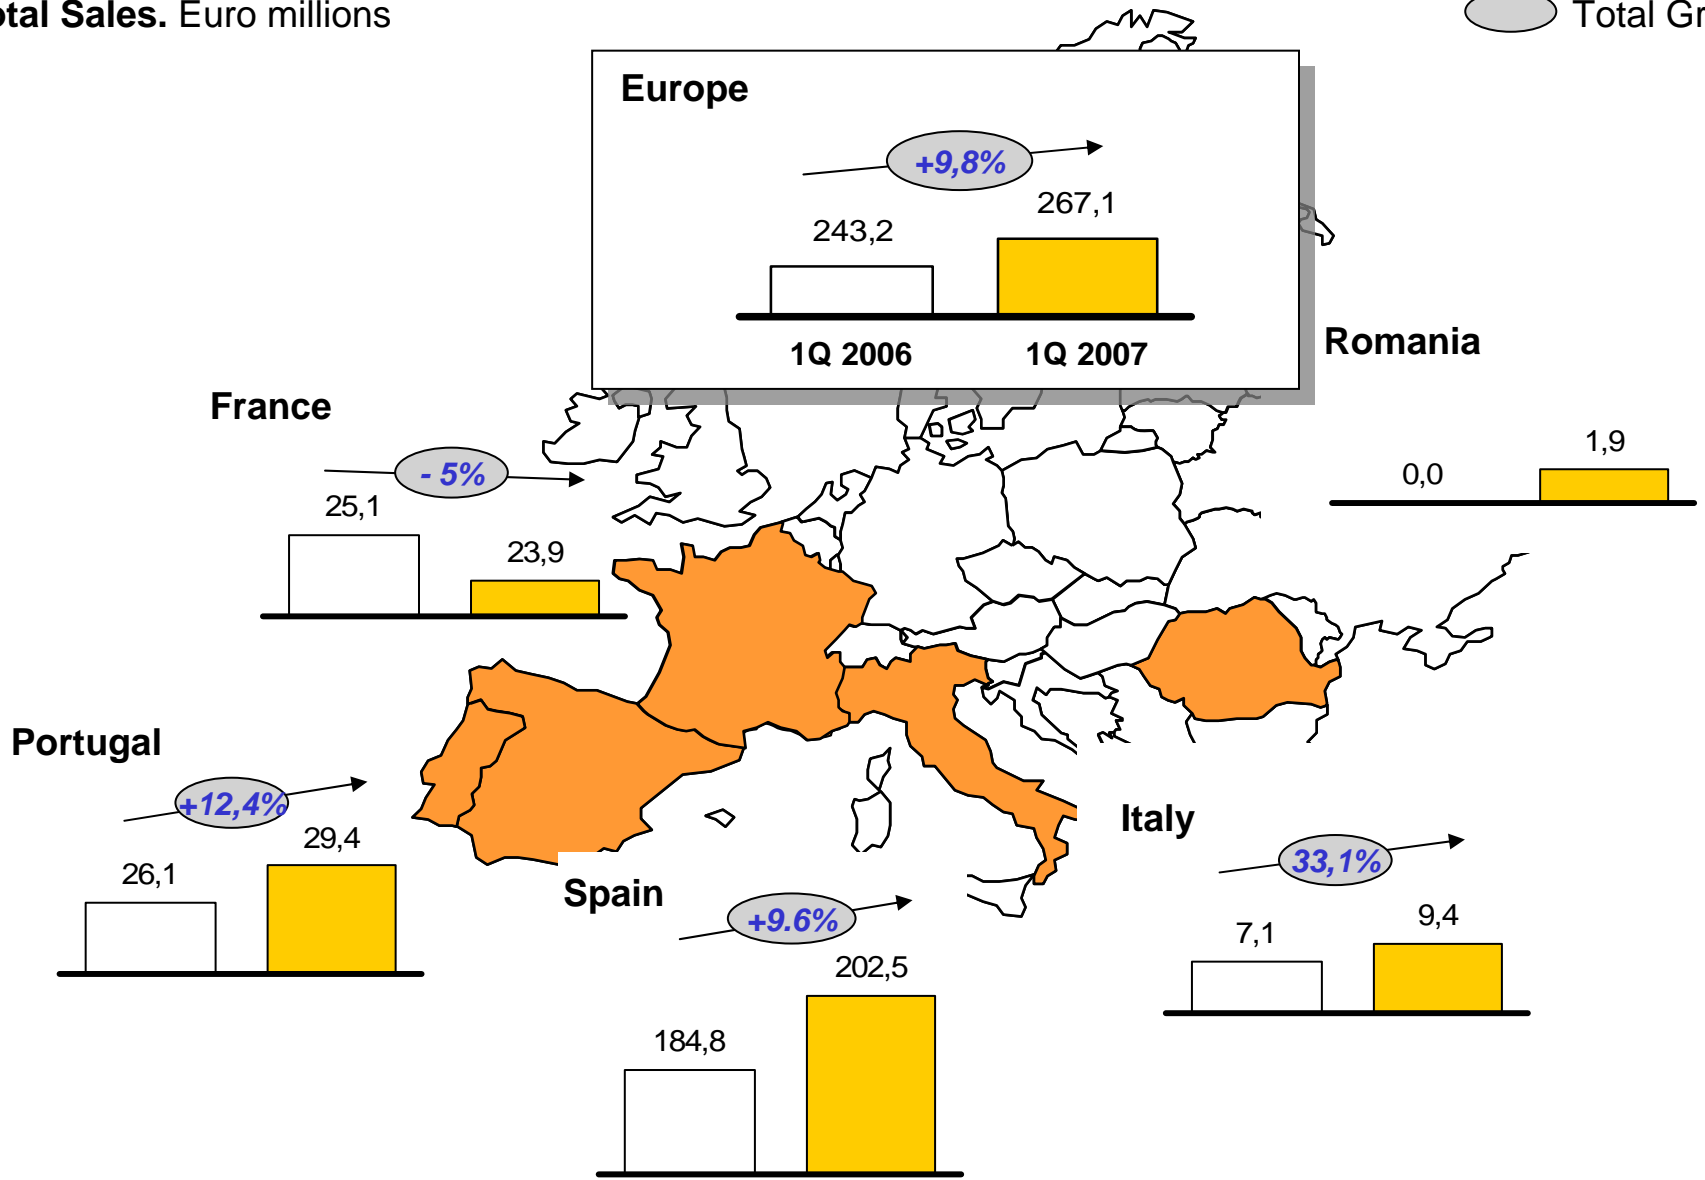 otal Sales. Euro millions
Total Gr
Europe
+9,8%
243,2
267,1
1Q 2006
1Q 2007
Romania
0,0
1,9
France
- 5%
25,1
23,9
Portugal
+12,4%
26,1
29,4
Spain
+9.6%
184,8
202,5
Italy
33,1%
7,1
9,4